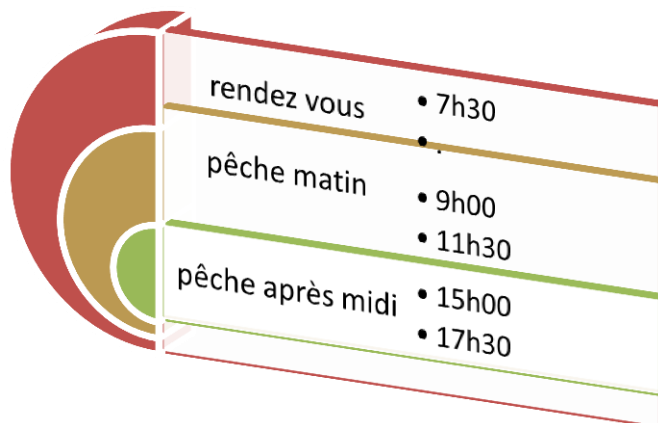 rendez vous
• 7h30
• .
pêche matin
• 9h00
• 11h30
pêche après midi
• 15h00
• 17h30